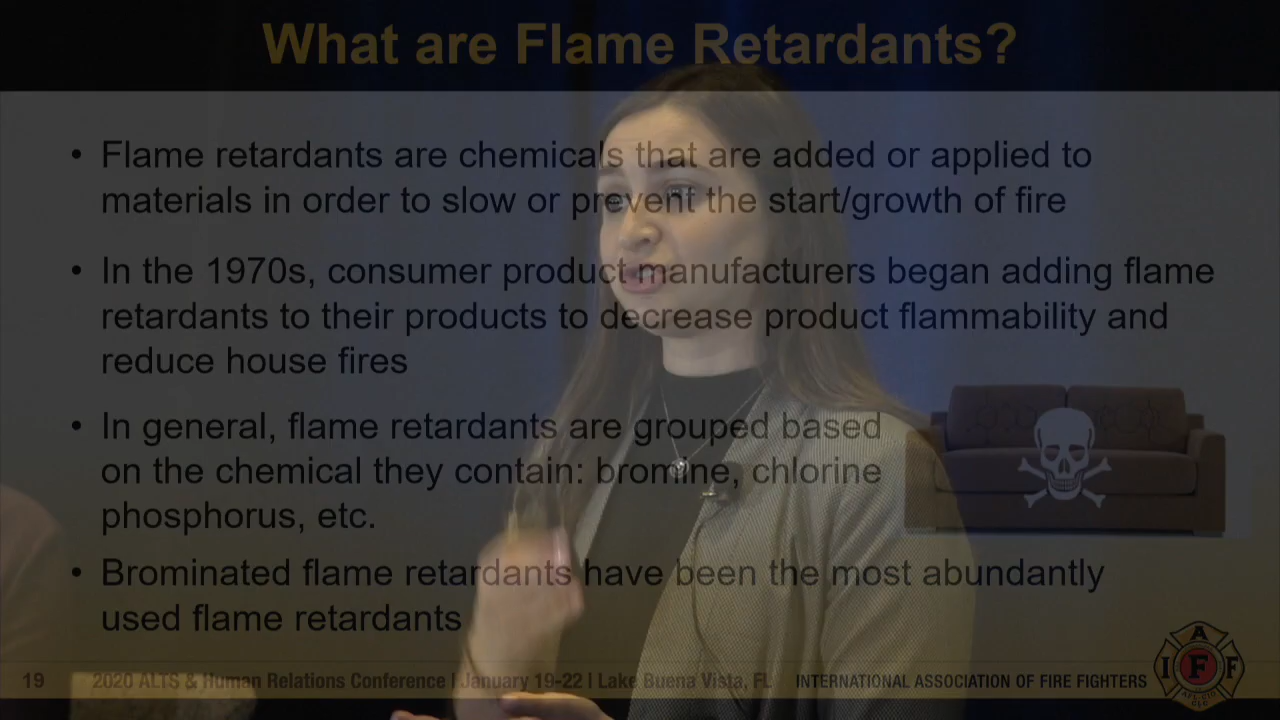 What are Flame Retardants?
• Flame retardants are chemicals that are added or applied to
materials in order to slow or prevent the start/growth of fire
• In the 1970s, consumer product manufacturers began adding flame
retardants to their products to decrease product flammability and
reduce house fires
• In general, flame retardants are grouped based
on the chemical they contain: bromine, chlorine
phosphorus, etc.
• Brominated flame retardants have been the most abundantly
used flame retardants
19 2020 ALTS & Human Relations Conference | January 19-22 | Lake Buena Vista, FL INTERNATIONAL ASSOCIATION OF FIRE FIGHTERS
A
I F F
AFL-CIO
CLC